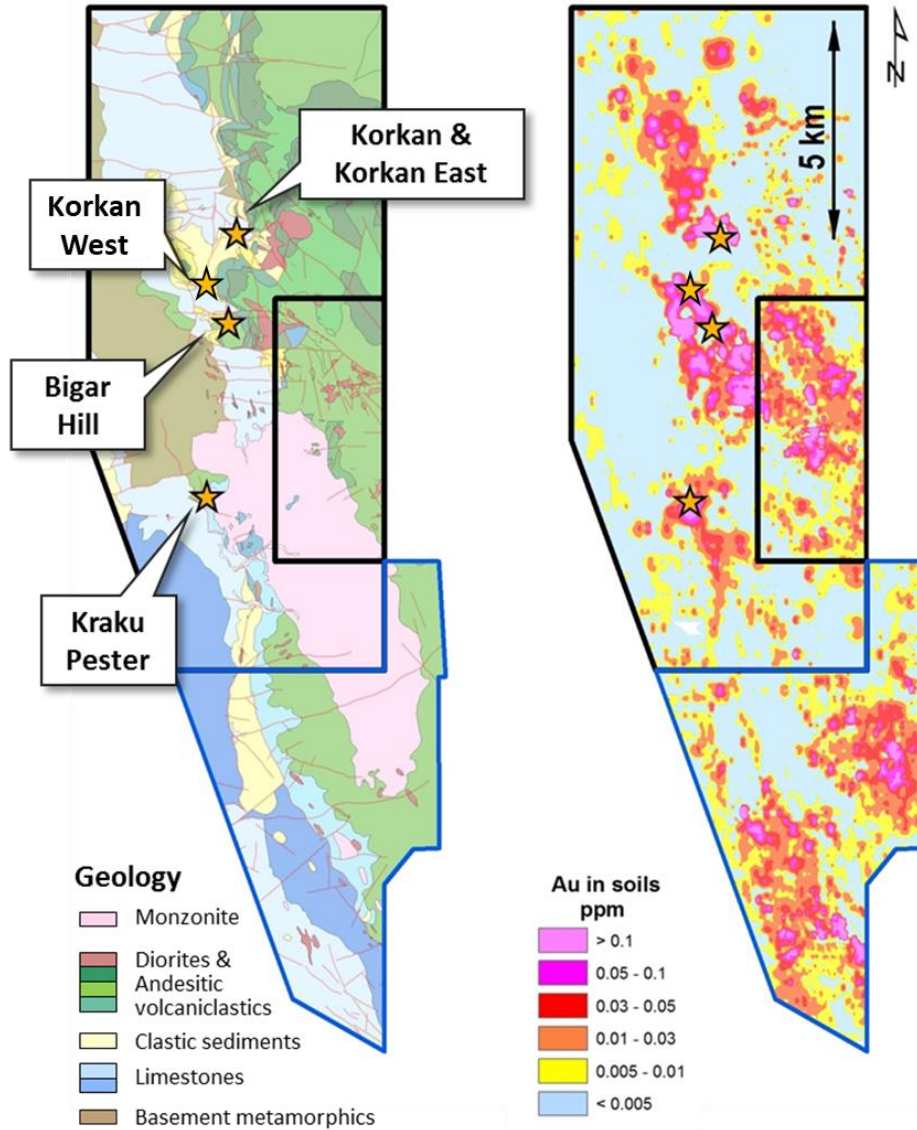 Korkan &
Korkan East
Korkan
West
Bigar
Hill
Kraku
Pester
Geology
Monzonite
Diorites &
Andesitic
volcaniclastics
Clastic sediments
Limestones
Basement metamorphics
5 km
N
Au in soils
ppm
> 0.1
0.05 - 0.1
0.03 - 0.05
0.01 - 0.03
0.005 - 0.01
< 0.005